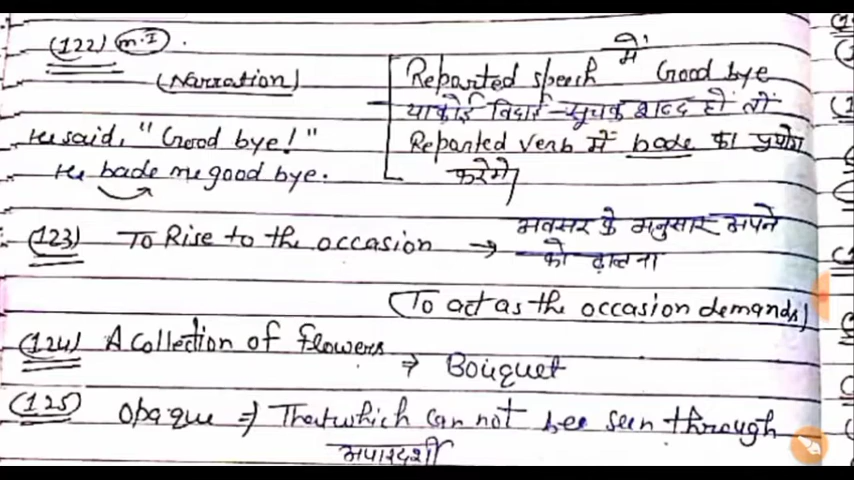 (122) m.I.
(Narration)
He said, "Good bye!"
He bade me good bye.
Reported speech में Good bye
या कोई विदाई-सूचक शब्द हो तो
Reported verb में bade का प्रयोग
करेगे।
(123) To Rise to the occasion → अवसर के अनुसार अपने
को ढालना
(To act as the occasion demands)
(124) A collection of flowers → Bouquet
(125) Opaque ⇒ That which can not bee seen through
अपारदर्शी